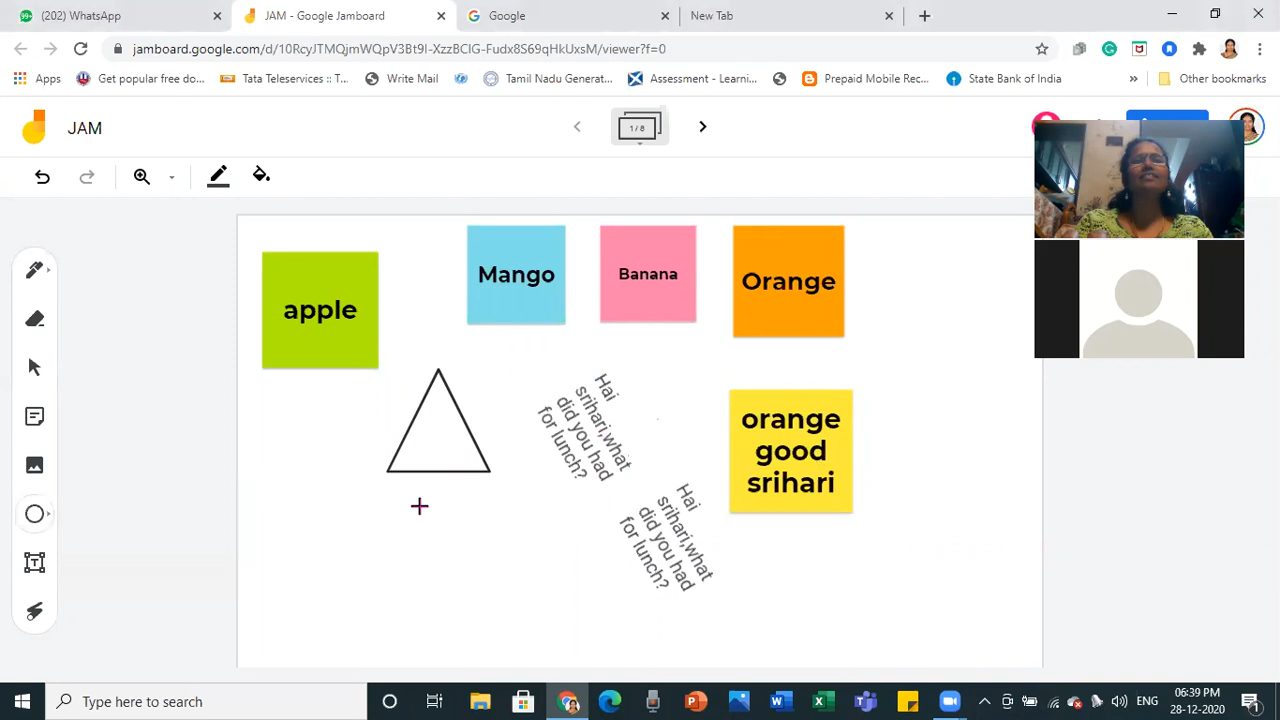 (202) WhatsApp
JAM - Google Jamboard
Google
New Tab
jamboard.google.com/d/10RcyJTMQjmWQpV3Bt9I-XzzBCIG-Fudx8S69qHkUxsM/viewer?f=0
Apps
Get popular free do...
Tata Teleservices :: T...
Write Mail
Tamil Nadu Generat...
Assessment - Learni...
Prepaid Mobile Rec...
State Bank of India
»
Other bookmarks
JAM
1 / 8
apple
Mango
Banana
Orange
Hai
srihari,what
did you had
for lunch?
Hai
srihari,what
did you had
for lunch?
orange
good
srihari
Type here to search
ENG
06:39 PM
28-12-2020